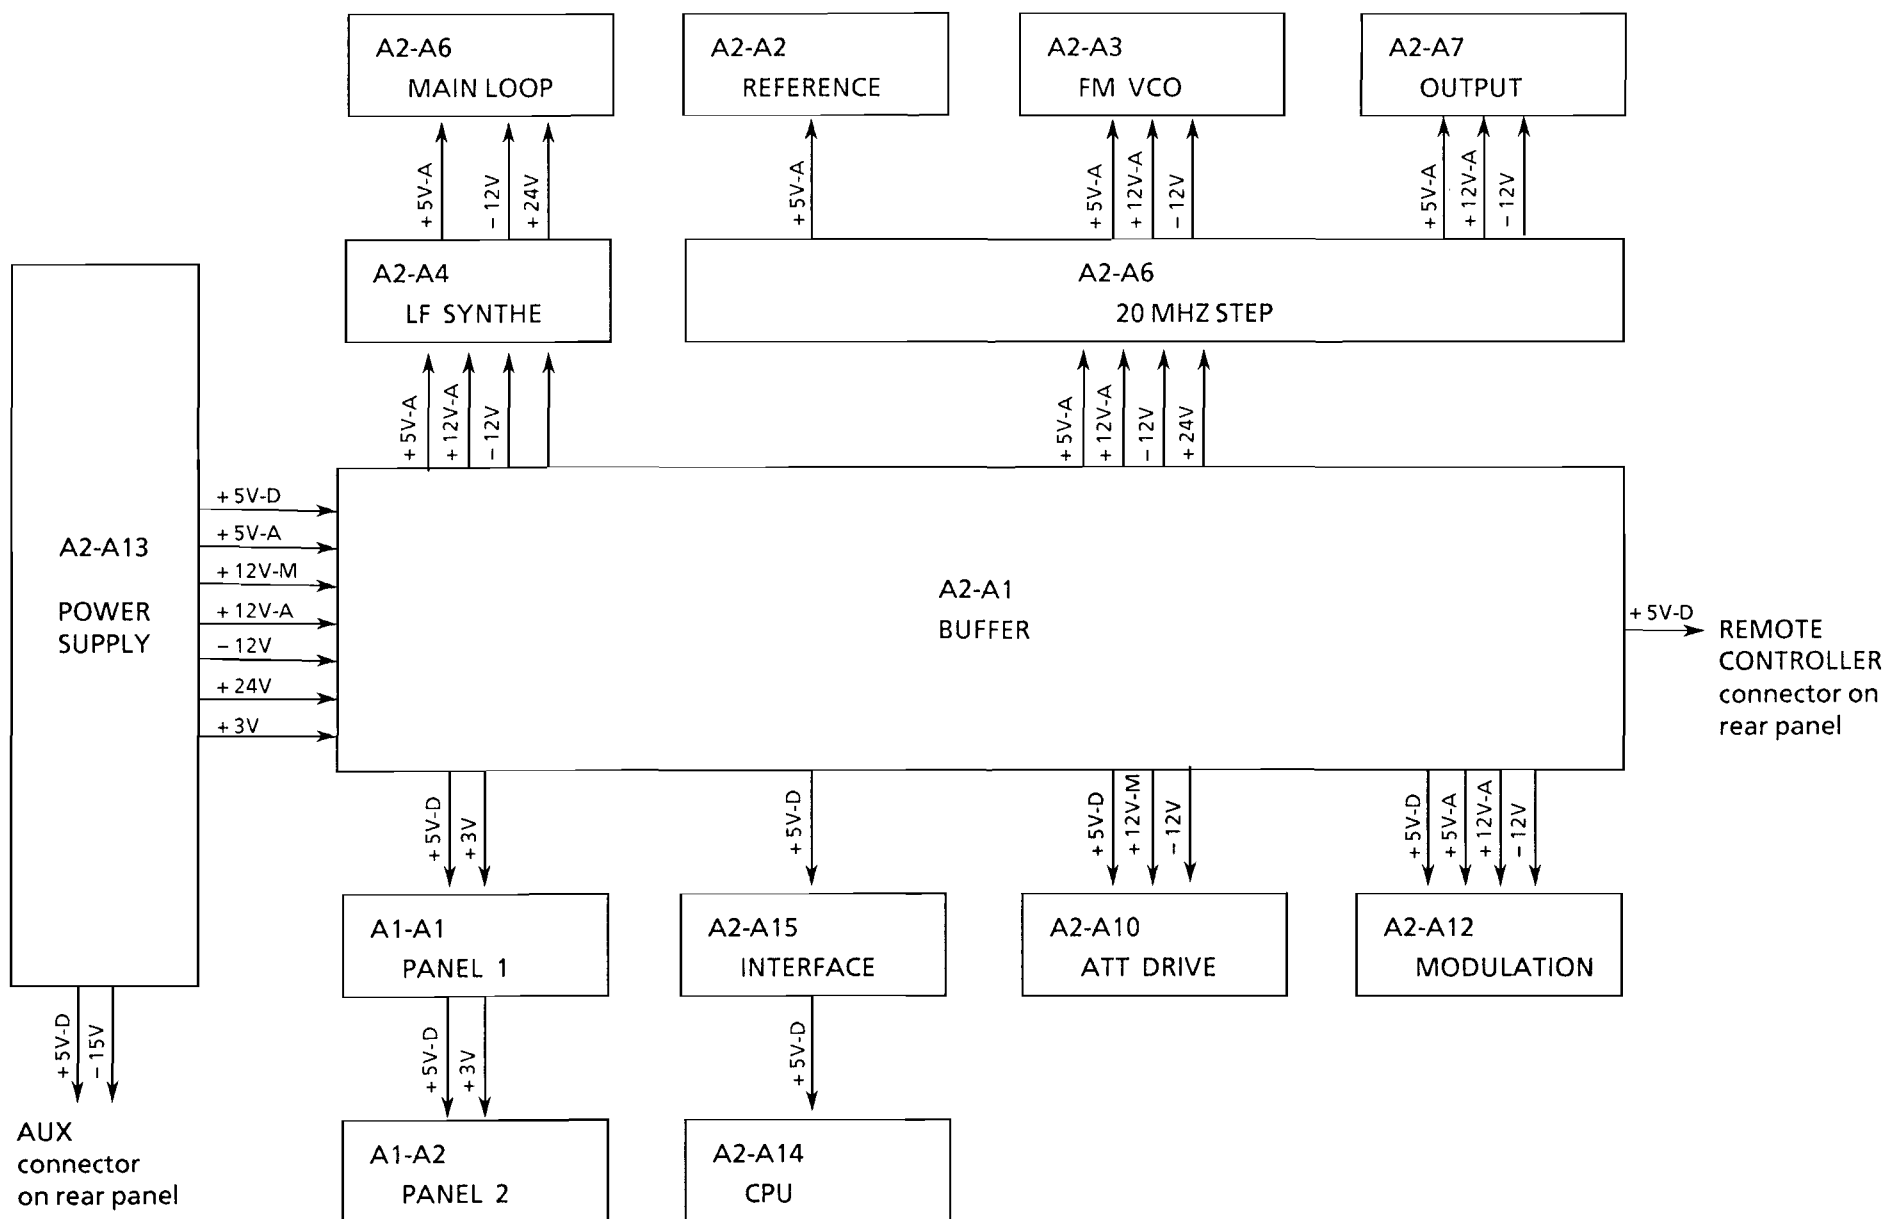 A2-A6
MAIN LOOP
A2-A2
REFERENCE
A2-A3
FM VCO
A2-A7
OUTPUT
+5V-A
-12V
+24V
+5V-A
+5V-A
+12V-A
-12V
+5V-A
+12V-A
-12V
A2-A4
LF SYNTHE
A2-A6
20 MHZ STEP
+5V-A
+12V-A
-12V
+5V-A
+12V-A
-12V
+24V
A2-A13
POWER
SUPPLY
+5V-D
+5V-A
+12V-M
+12V-A
-12V
+24V
+3V
A2-A1
BUFFER
+5V-D
REMOTE
CONTROLLER
connector on
rear panel
+5V-D
+3V
+5V-D
+5V-D
+12V-M
-12V
+5V-D
+5V-A
+12V-A
-12V
A1-A1
PANEL 1
A2-A15
INTERFACE
A2-A10
ATT DRIVE
A2-A12
MODULATION
+5V-D
-15V
+5V-D
+3V
+5V-D
AUX
connector
on rear panel
A1-A2
PANEL 2
A2-A14
CPU